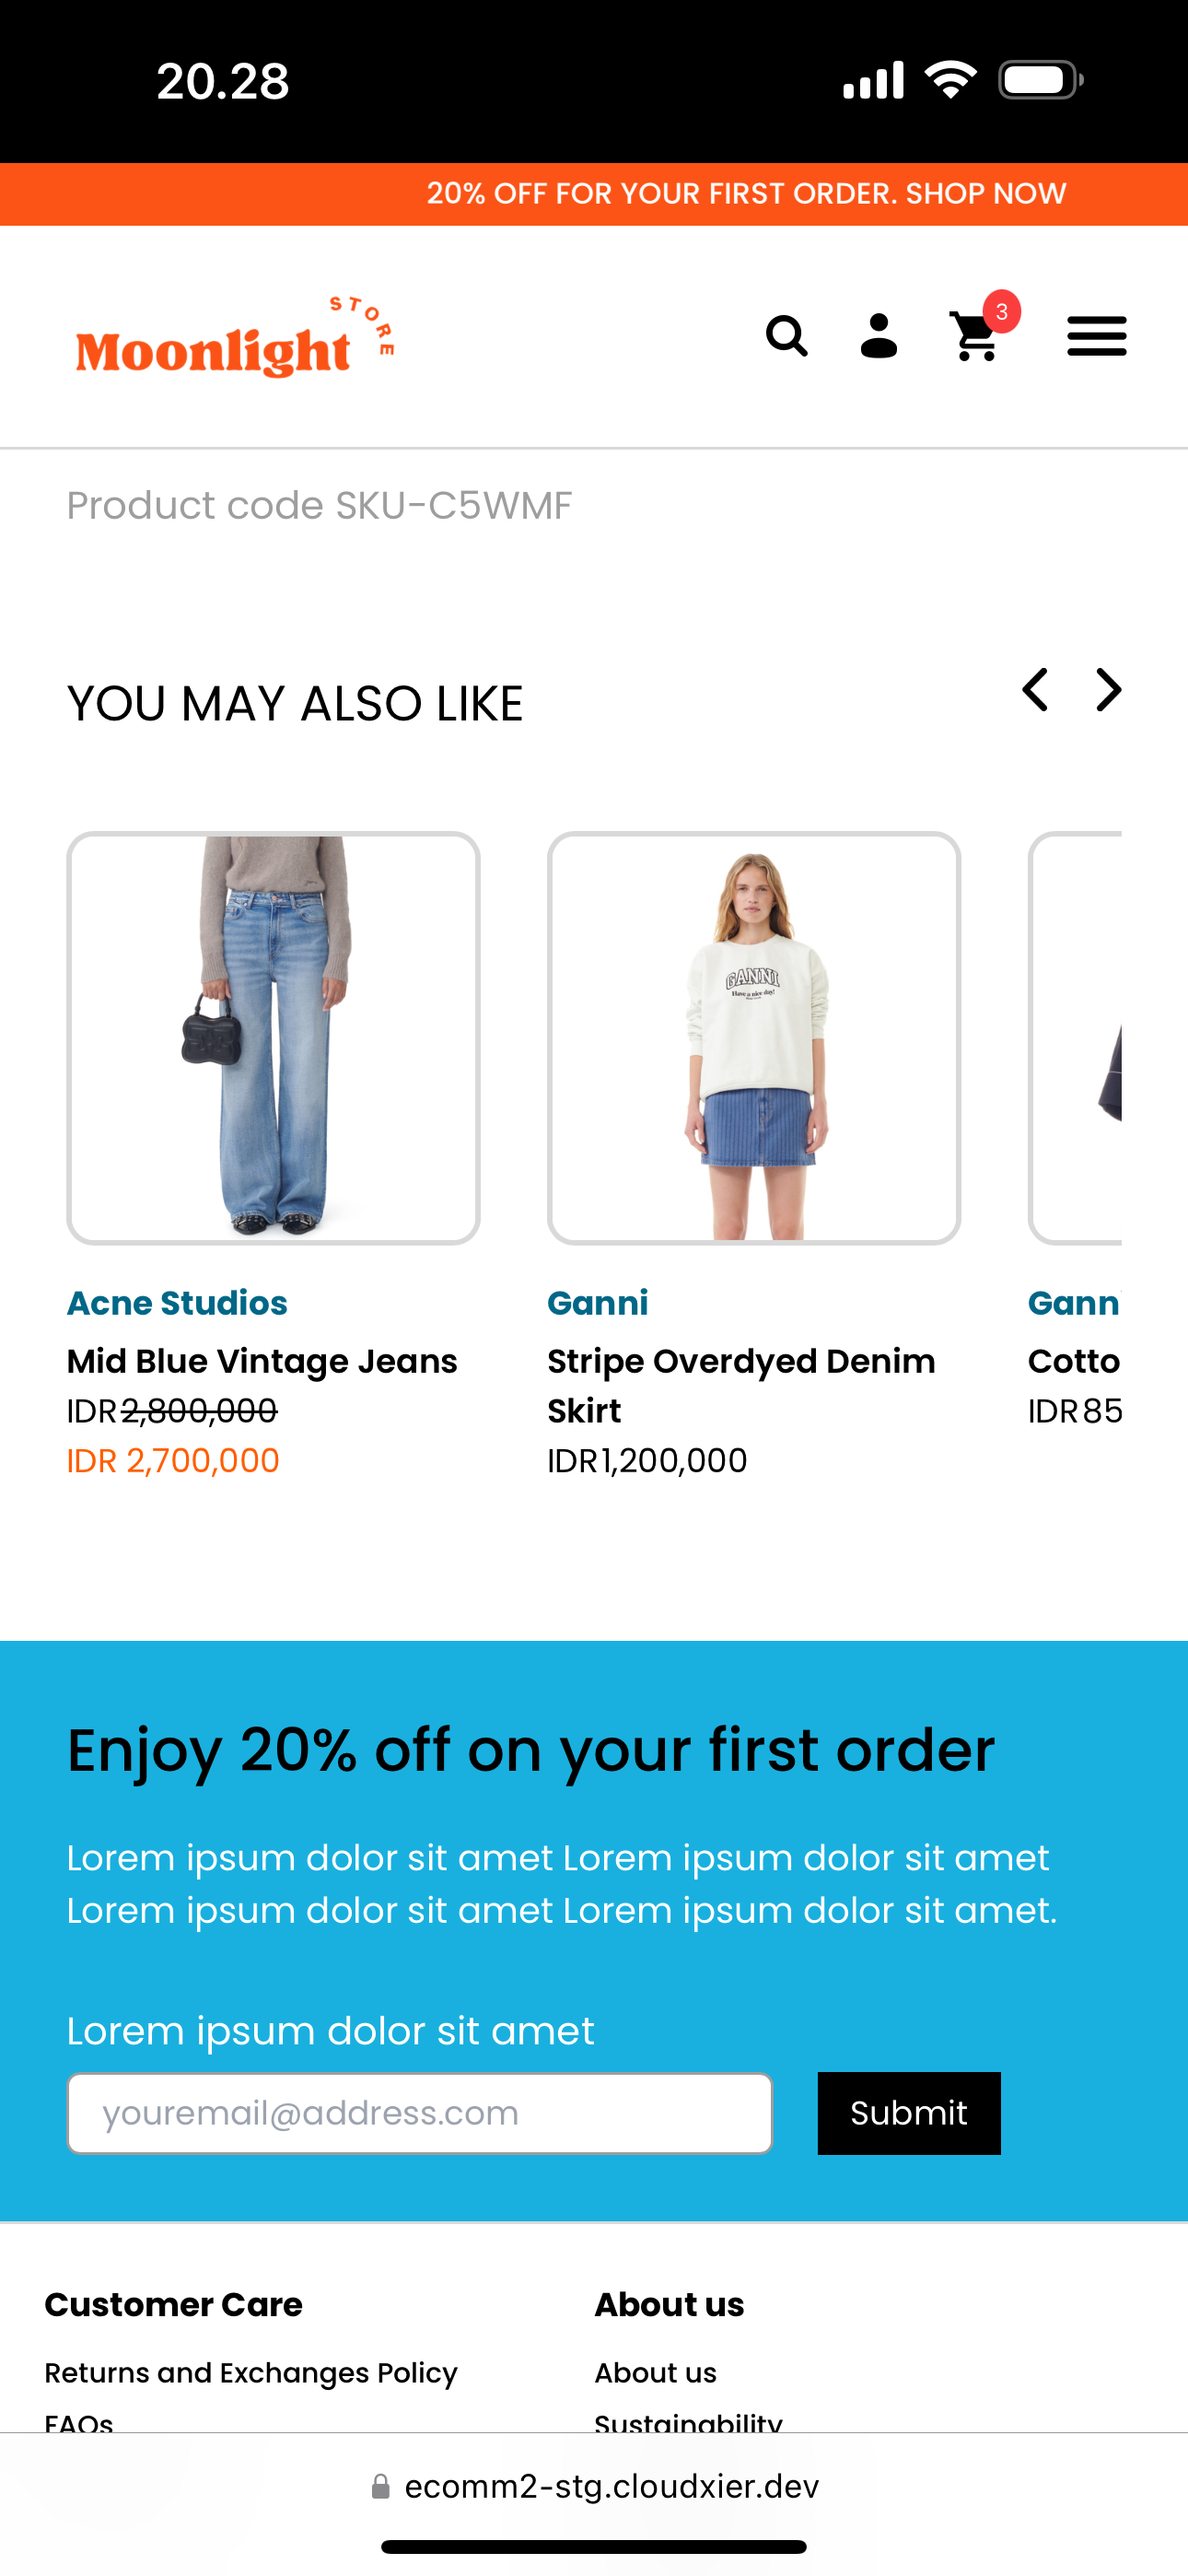 20.28
20% OFF FOR YOUR FIRST ORDER. SHOP NOW
Moonlight STORE
3
Product code SKU-C5WMF
YOU MAY ALSO LIKE
GANNI
Have a nice day!
Acne Studios
Mid Blue Vintage Jeans
IDR2,800,000
IDR 2,700,000
Ganni
Stripe Overdyed Denim
Skirt
IDR1,200,000
Gann
Cotto
IDR85
Enjoy 20% off on your first order
Lorem ipsum dolor sit amet Lorem ipsum dolor sit amet
Lorem ipsum dolor sit amet Lorem ipsum dolor sit amet.
Lorem ipsum dolor sit amet
youremail@address.com
Submit
Customer Care
Returns and Exchanges Policy
FAQs
About us
About us
Sustainability
ecomm2-stg.cloudxier.dev